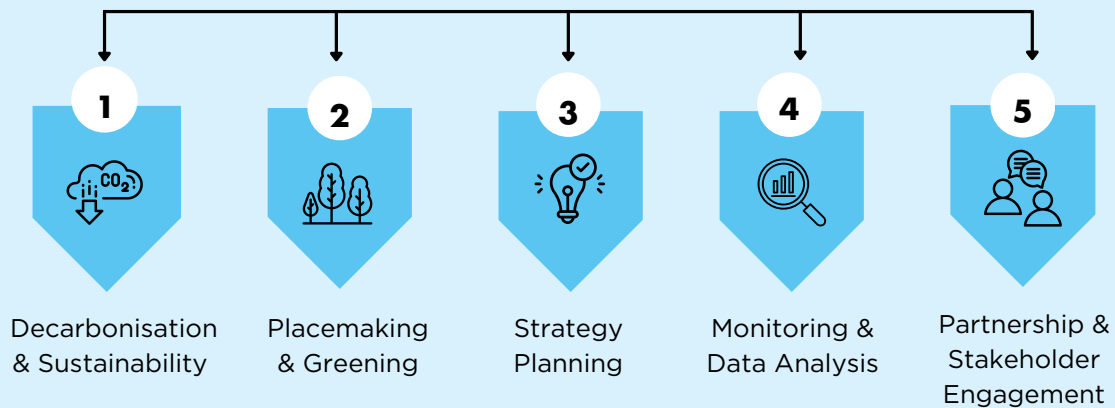 1
2
3
4
5
CO₂
Decarbonisation
& Sustainability
Placemaking
& Greening
Strategy
Planning
Monitoring &
Data Analysis
Partnership &
Stakeholder
Engagement